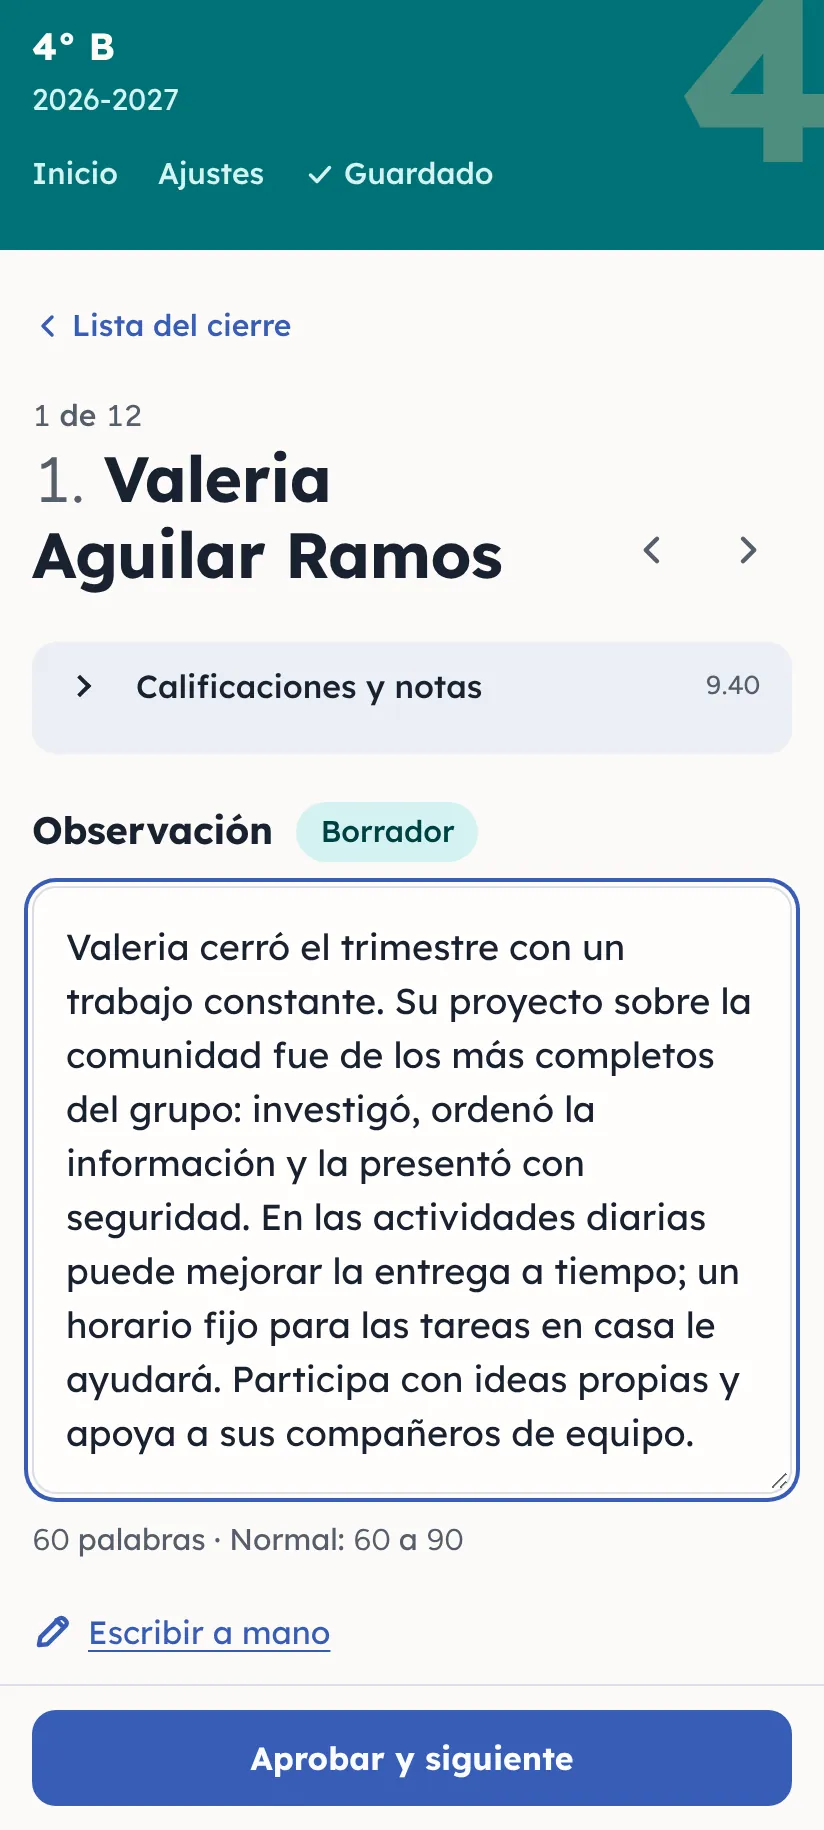 4° B
4
2026-2027
Inicio Ajustes ✓ Guardado
Lista del cierre
1 de 12
1. Valeria
Aguilar Ramos
Calificaciones y notas 9.40
Observación Borrador
Valeria cerró el trimestre con un
trabajo constante. Su proyecto sobre la
comunidad fue de los más completos
del grupo: investigó, ordenó la
información y la presentó con
seguridad. En las actividades diarias
puede mejorar la entrega a tiempo; un
horario fijo para las tareas en casa le
ayudará. Participa con ideas propias y
apoya a sus compañeros de equipo.
60 palabras · Normal: 60 a 90
Escribir a mano
Aprobar y siguiente